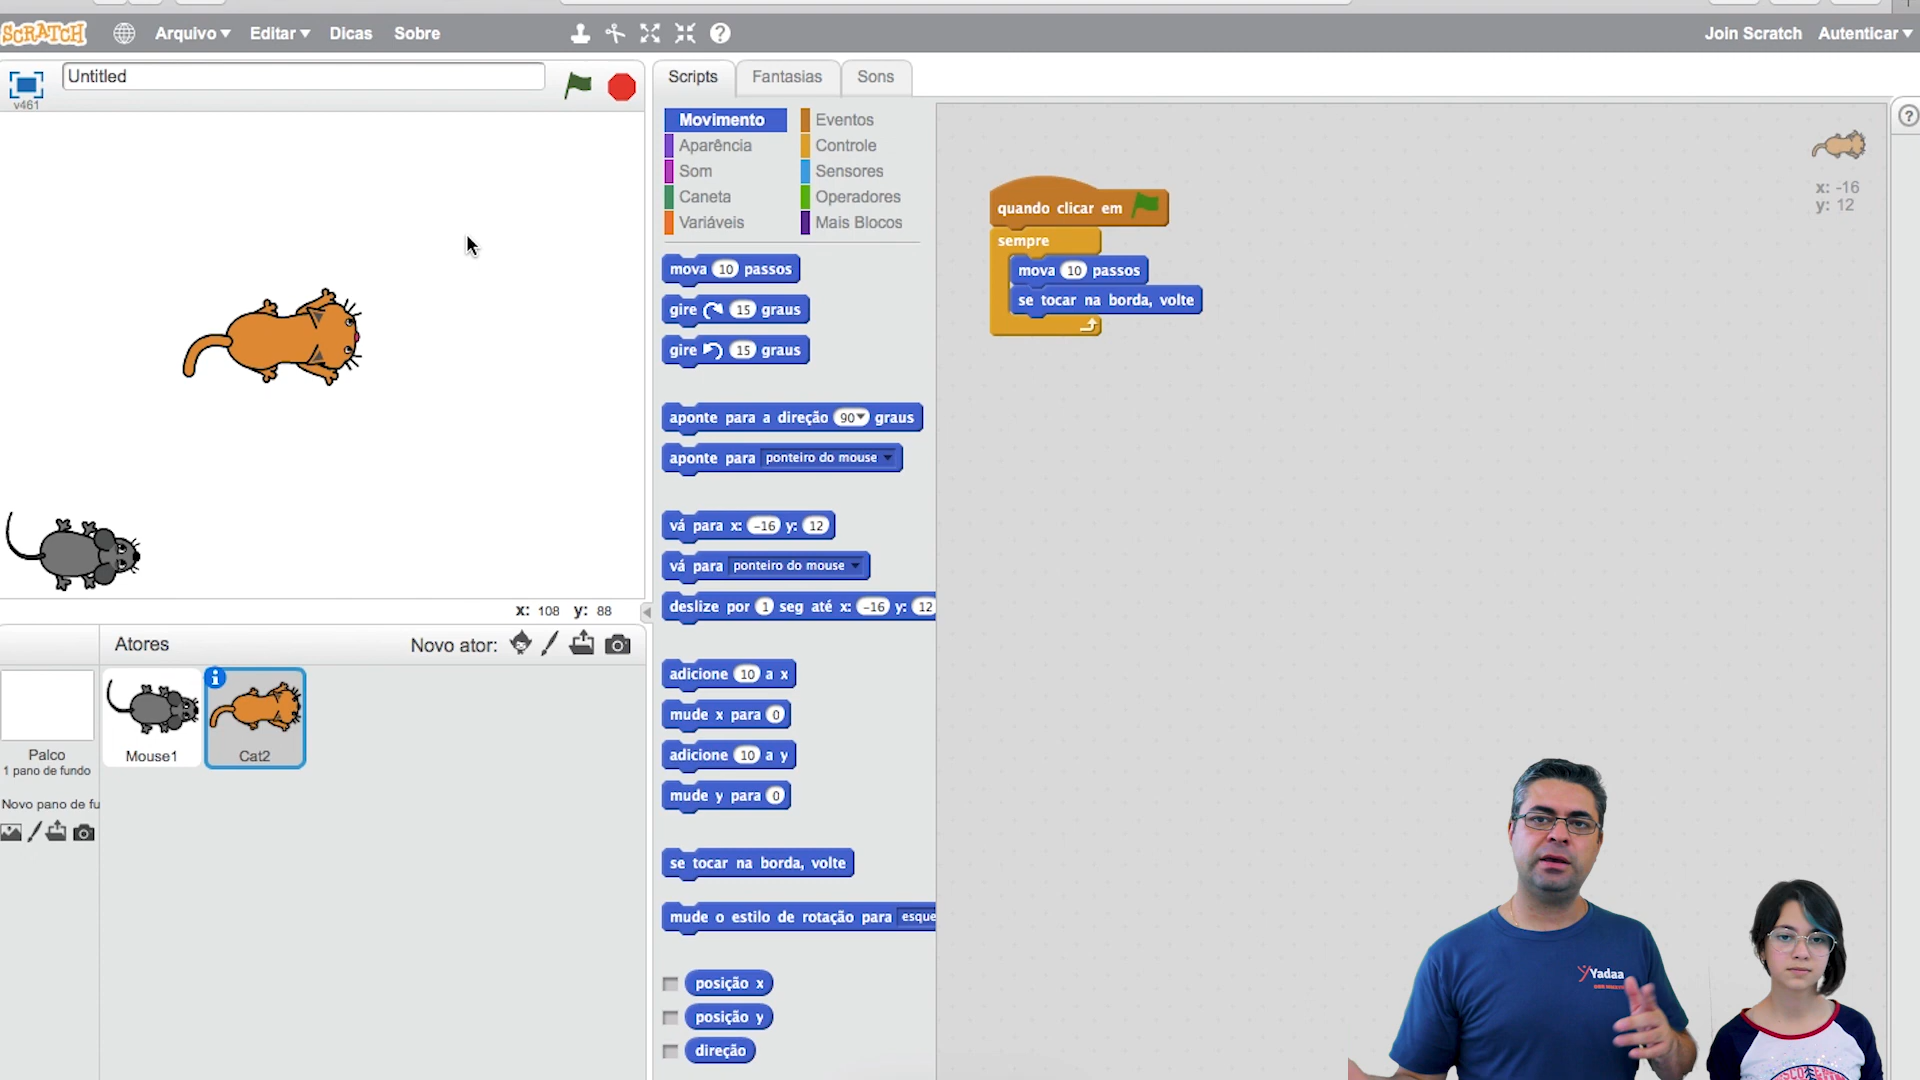 SCRATCH
Arquivo▼
Editar▼
Dicas
Sobre
Join Scratch
Autenticar▼
v461
Untitled
Scripts
Fantasias
Sons
Movimento
Aparência
Som
Caneta
Variáveis
Eventos
Controle
Sensores
Operadores
Mais Blocos
mova 10 passos
gire 15 graus
gire 15 graus
aponte para a direção 90▼ graus
aponte para ponteiro do mouse
vá para x: -16 y: 12
vá para ponteiro do mouse
deslize por 1 seg até x: -16 y: 12
adicione 10 a x
mude x para 0
adicione 10 a y
mude y para 0
se tocar na borda, volte
mude o estilo de rotação para esque
posição x
posição y
direção
quando clicar em
sempre
mova 10 passos
se tocar na borda, volte
x: -16
y: 12
x: 108 y: 88
Atores
Novo ator:
Mouse1
Cat2
Palco
1 pano de fundo
Novo pano de fu
Yadaa